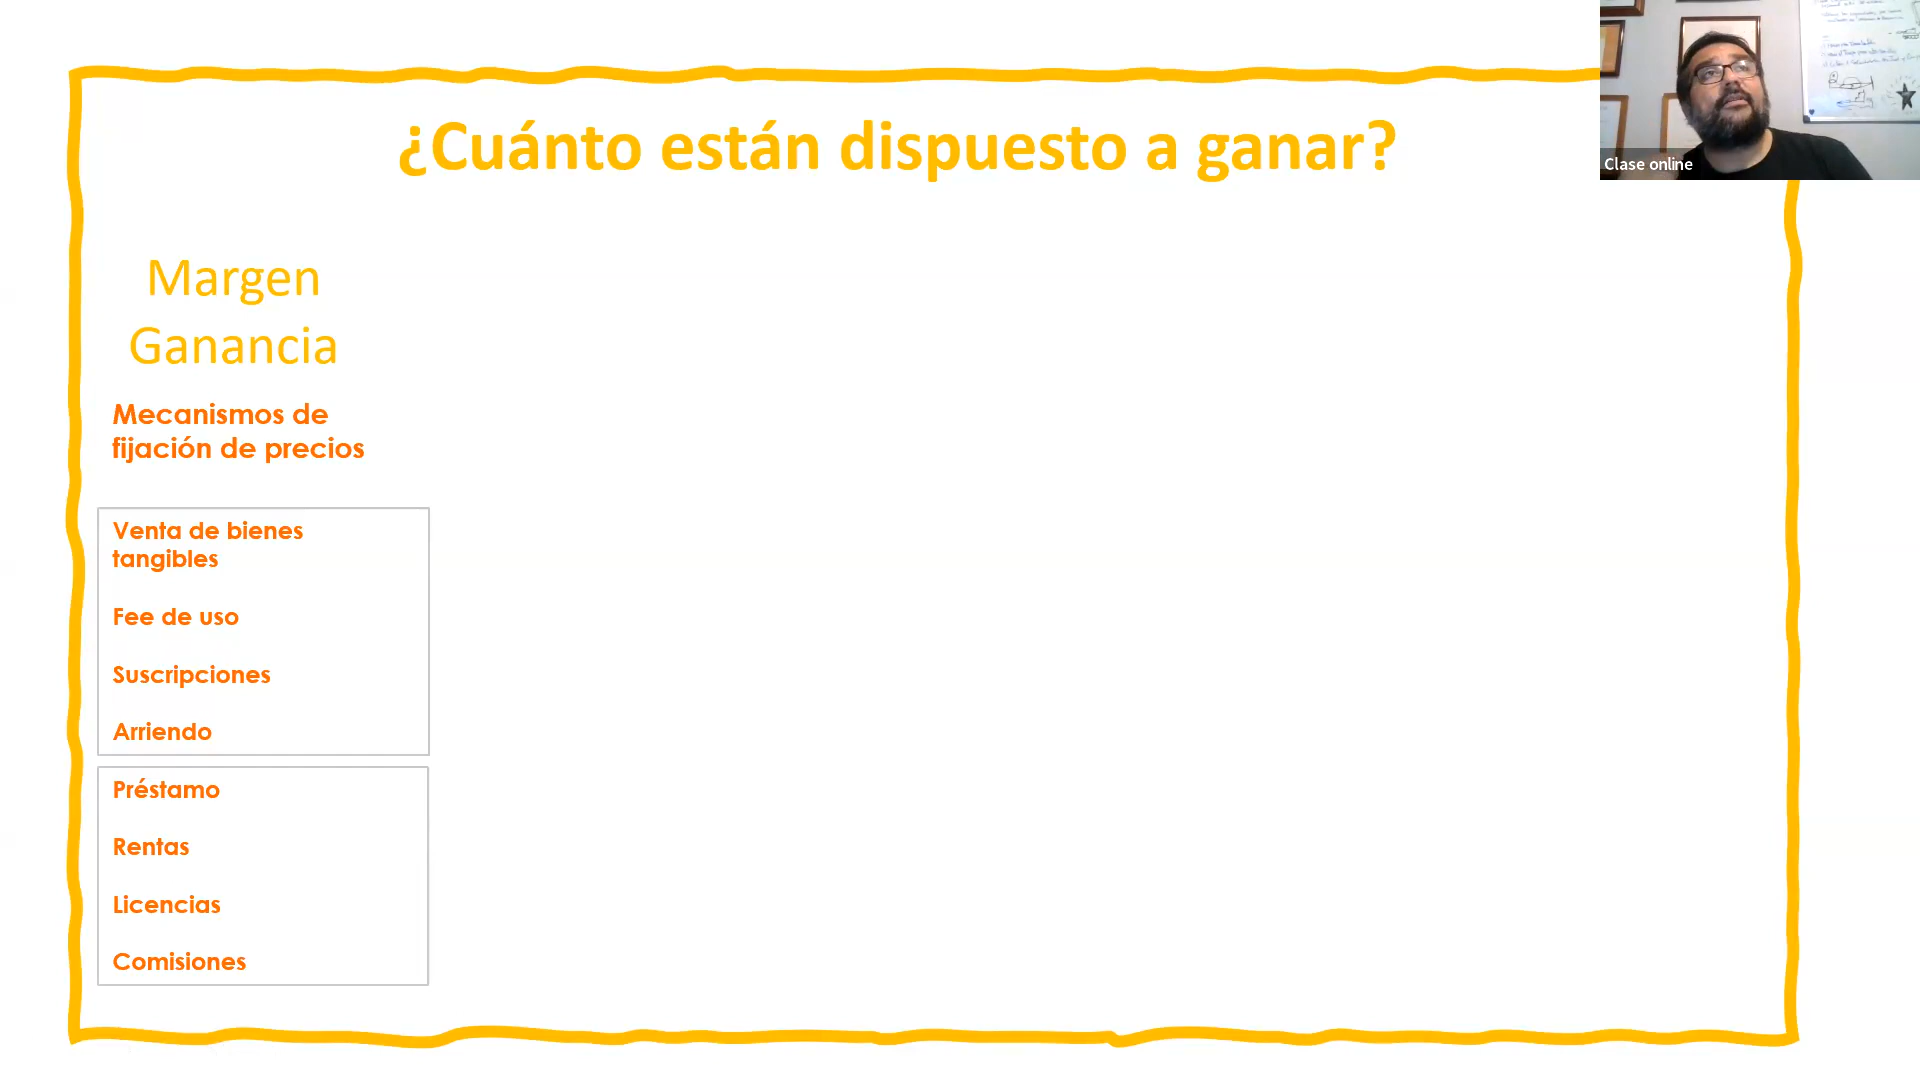 ¿Cuánto están dispuesto a ganar?
Clase online
Margen
Ganancia
Mecanismos de
fijación de precios
Venta de bienes
tangibles
Fee de uso
Suscripciones
Arriendo
Préstamo
Rentas
Licencias
Comisiones